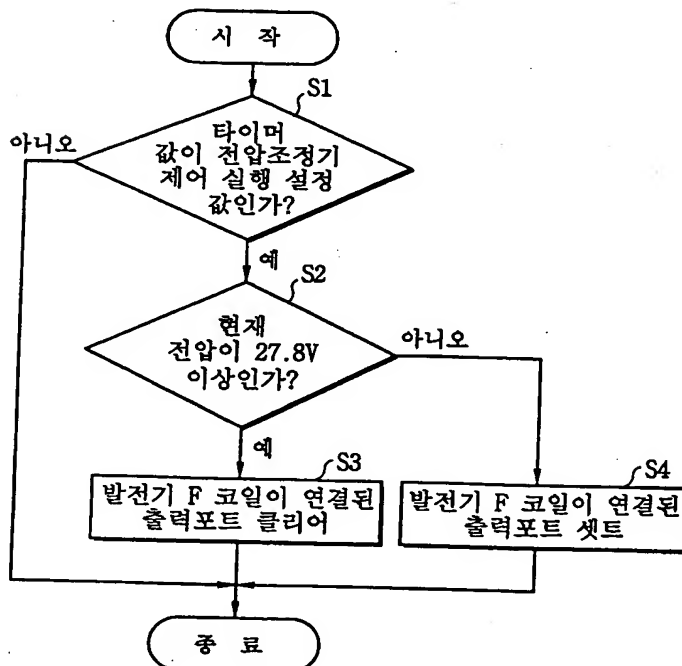 시 작
S1
아니오
타이머
값이 전압조정기
제어 실행 설정
값인가?
예
S2
현재
전압이 27.8V
이상인가?
아니오
예
S3
발전기 F 코일이 연결된
출력포트 클리어
S4
발전기 F 코일이 연결된
출력포트 셋트
종 료